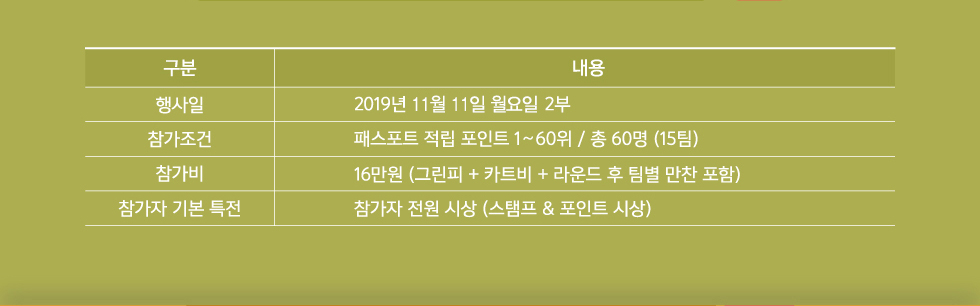 구분 내용
행사일 2019년 11월 11일 월요일 2부
참가조건 패스포트 적립 포인트 1~60위 / 총 60명 (15팀)
참가비 16만원 (그린피 + 카트비 + 라운드 후 팀별 만찬 포함)
참가자 기본 특전 참가자 전원 시상 (스탬프 & 포인트 시상)